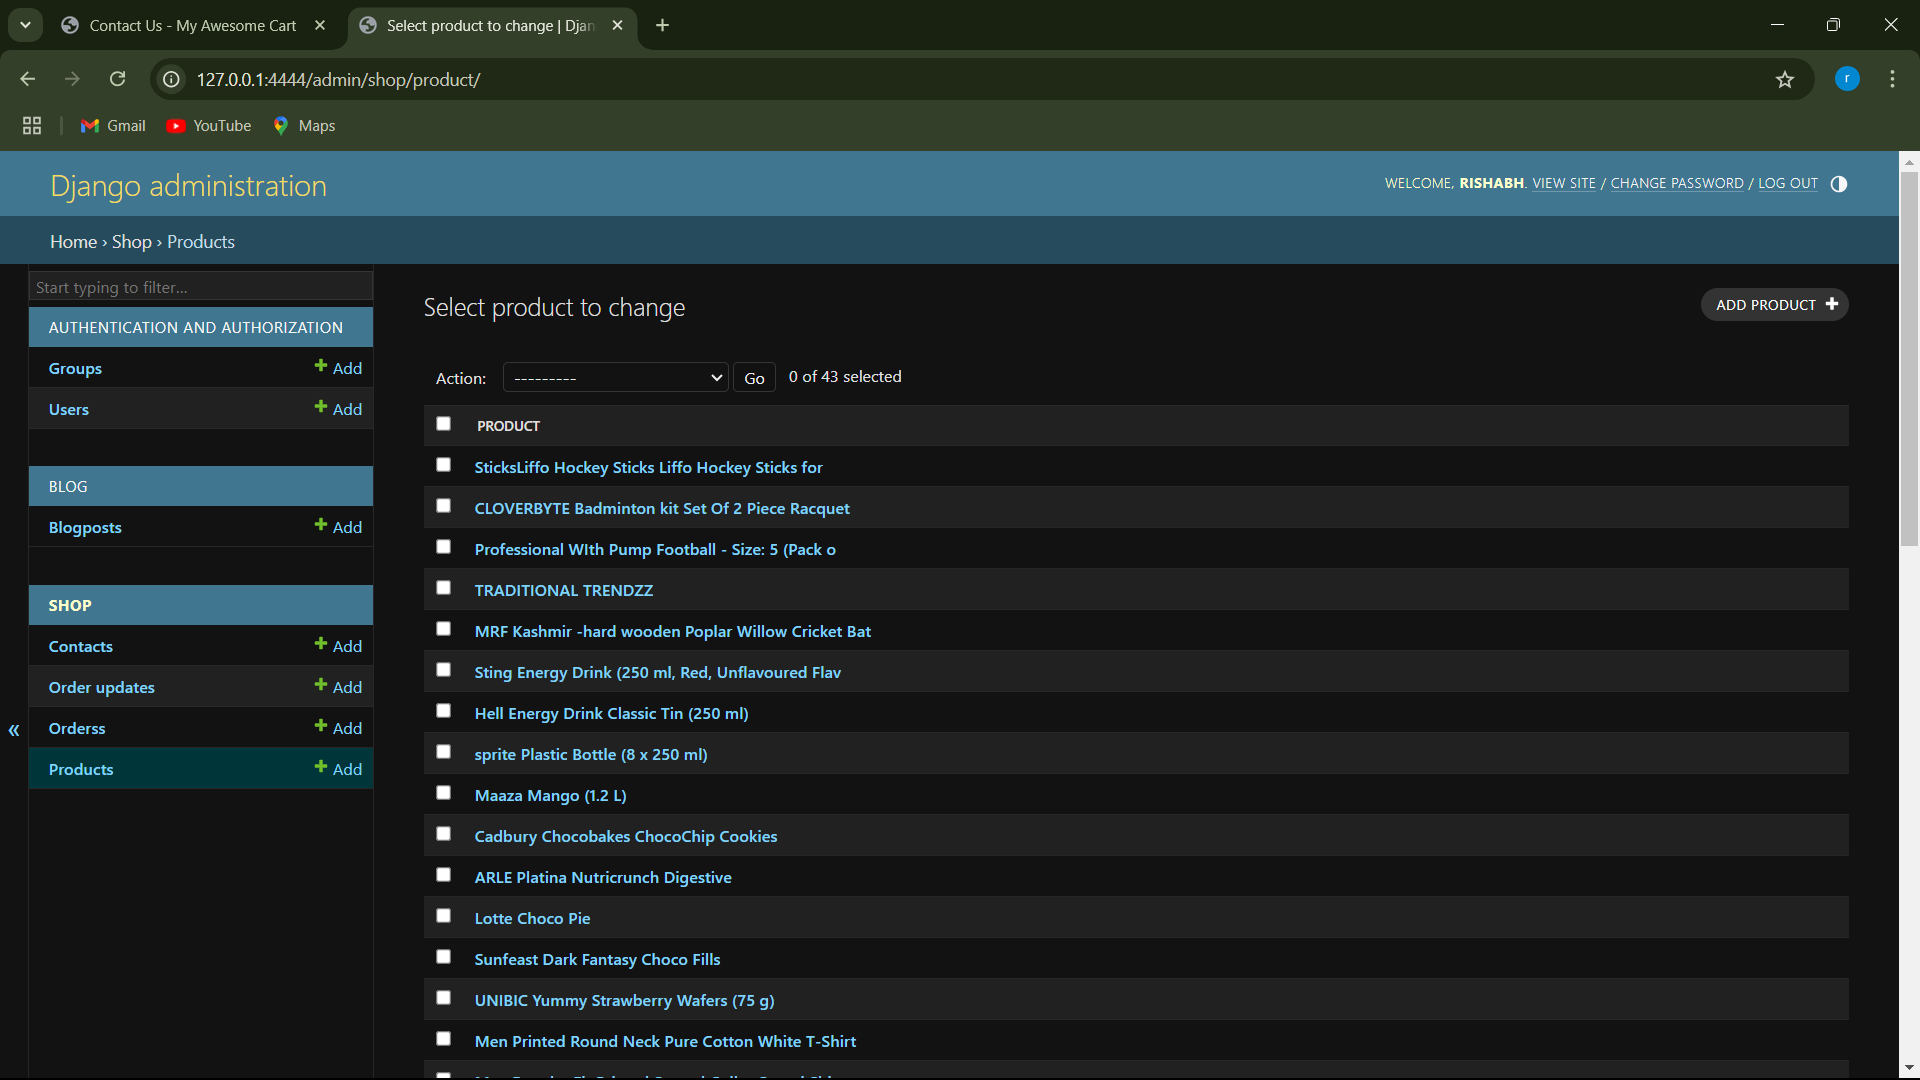 Contact Us - My Awesome Cart
Select product to change | Djan
127.0.0.1:4444/admin/shop/product/
r
Gmail
YouTube
Maps
Django administration
WELCOME, RISHABH. VIEW SITE / CHANGE PASSWORD / LOG OUT
Home › Shop › Products
Start typing to filter...
AUTHENTICATION AND AUTHORIZATION
Groups + Add
Users + Add
BLOG
Blogposts + Add
SHOP
Contacts + Add
Order updates + Add
Orderss + Add
Products + Add
«
Select product to change
ADD PRODUCT +
Action: --------- Go 0 of 43 selected
PRODUCT
SticksLiffo Hockey Sticks Liffo Hockey Sticks for
CLOVERBYTE Badminton kit Set Of 2 Piece Racquet
Professional WIth Pump Football - Size: 5 (Pack o
TRADITIONAL TRENDZZ
MRF Kashmir -hard wooden Poplar Willow Cricket Bat
Sting Energy Drink (250 ml, Red, Unflavoured Flav
Hell Energy Drink Classic Tin (250 ml)
sprite Plastic Bottle (8 x 250 ml)
Maaza Mango (1.2 L)
Cadbury Chocobakes ChocoChip Cookies
ARLE Platina Nutricrunch Digestive
Lotte Choco Pie
Sunfeast Dark Fantasy Choco Fills
UNIBIC Yummy Strawberry Wafers (75 g)
Men Printed Round Neck Pure Cotton White T-Shirt